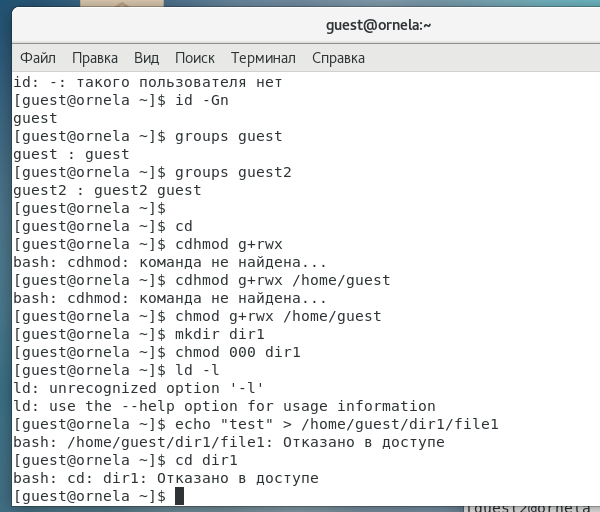 guest@ornela:~
Файл Правка Вид Поиск Терминал Справка
id: -: такого пользователя нет
[guest@ornela ~]$ id -Gn
guest
[guest@ornela ~]$ groups guest
guest : guest
[guest@ornela ~]$ groups guest2
guest2 : guest2 guest
[guest@ornela ~]$
[guest@ornela ~]$ cd
[guest@ornela ~]$ cdhmod g+rwx
bash: cdhmod: команда не найдена...
[guest@ornela ~]$ cdhmod g+rwx /home/guest
bash: cdhmod: команда не найдена...
[guest@ornela ~]$ chmod g+rwx /home/guest
[guest@ornela ~]$ mkdir dir1
[guest@ornela ~]$ chmod 000 dir1
[guest@ornela ~]$ ld -l
ld: unrecognized option '-l'
ld: use the --help option for usage information
[guest@ornela ~]$ echo "test" > /home/guest/dir1/file1
bash: /home/guest/dir1/file1: Отказано в доступе
[guest@ornela ~]$ cd dir1
bash: cd: dir1: Отказано в доступе
[guest@ornela ~]$
[guest2@ornela